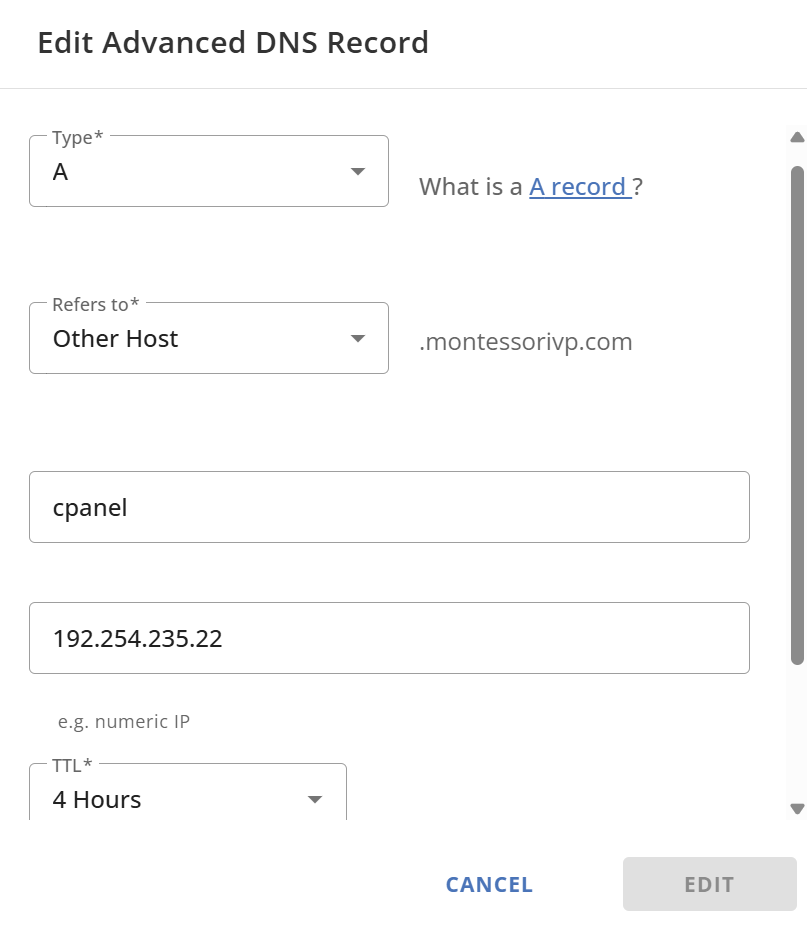 Edit Advanced DNS Record
Type*
A
What is a A record ?
Refers to*
Other Host
.montessorivp.com
cpanel
192.254.235.22
e.g. numeric IP
TTL*
4 Hours
CANCEL
EDIT